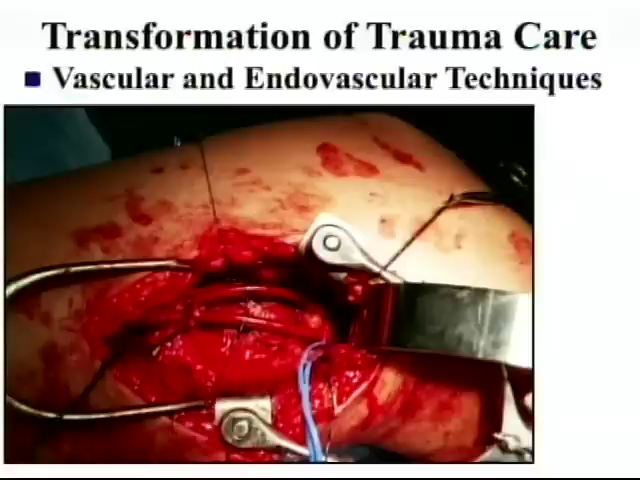 Transformation of Trauma Care
Vascular and Endovascular Techniques